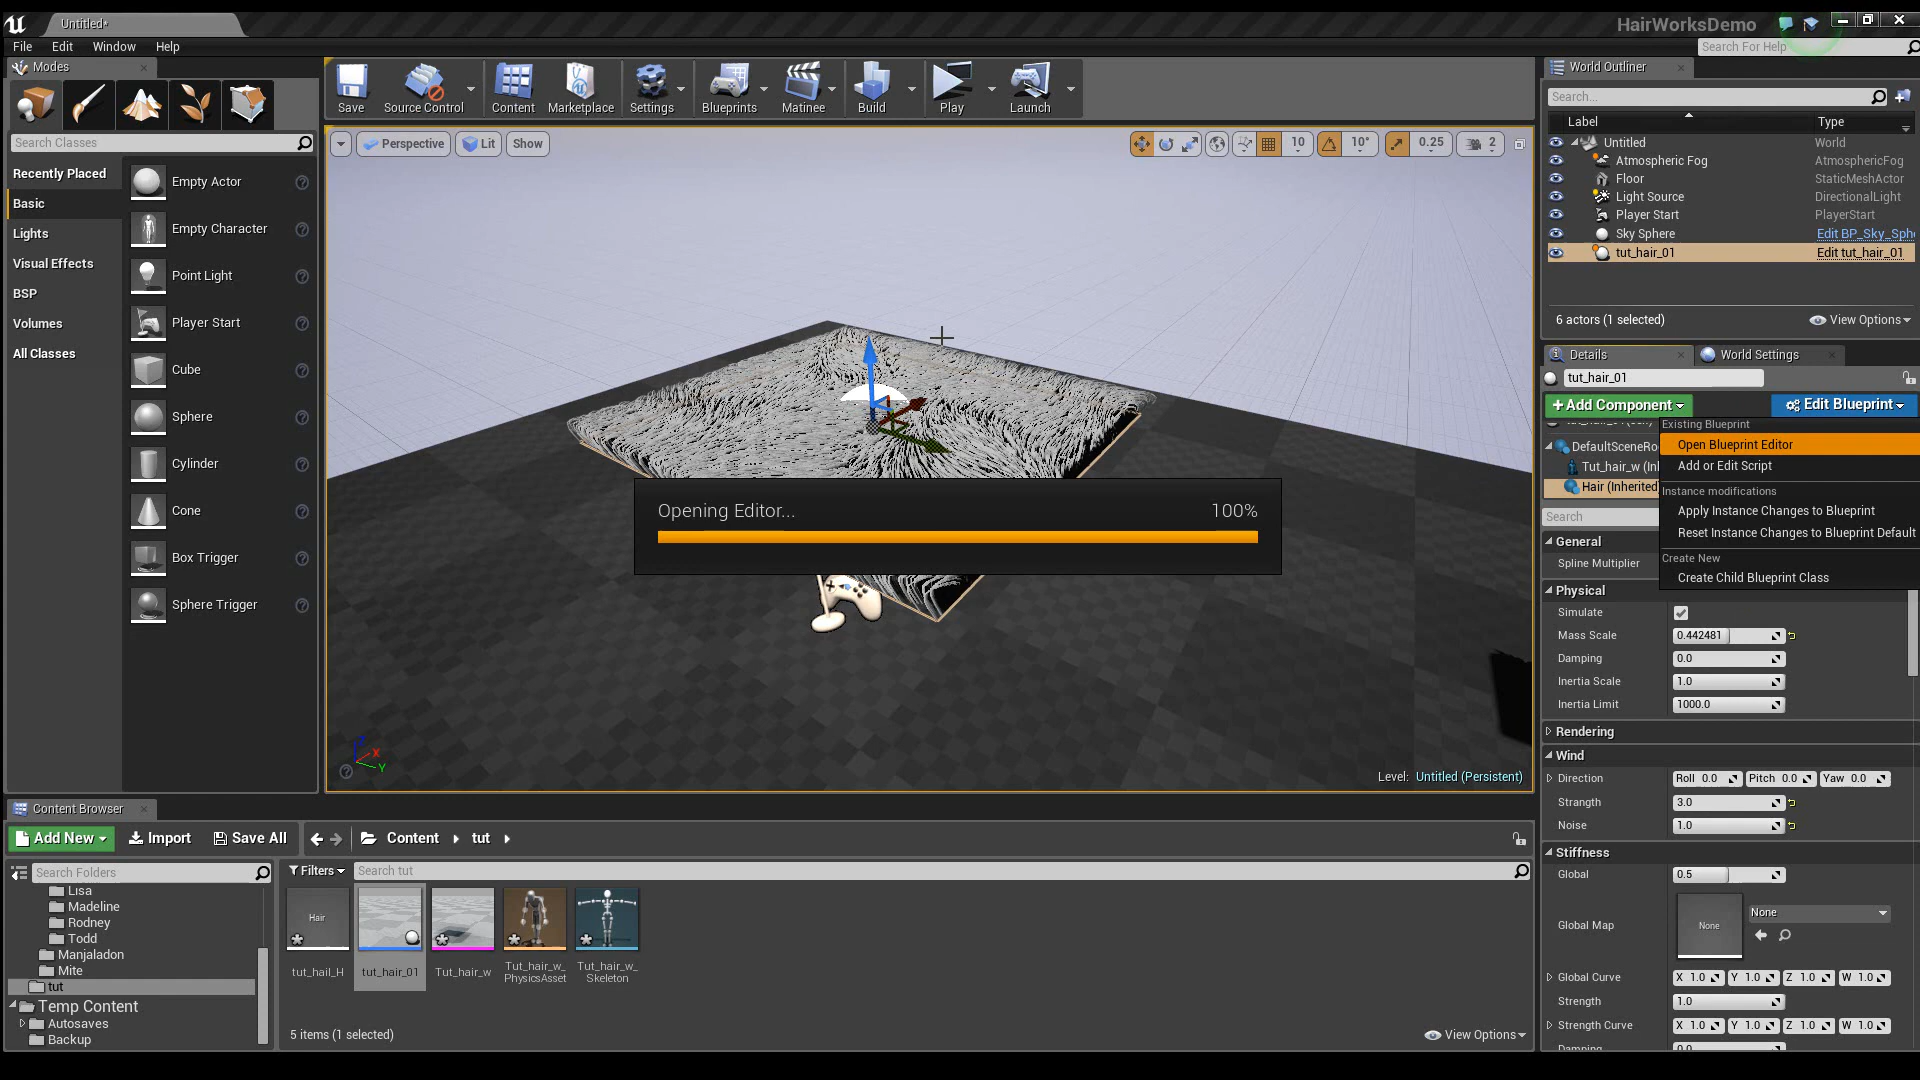 Untitled*
HairWorksDemo
File Edit Window Help
Search For Help
Modes
Search Classes
Recently Placed
Basic
Lights
Visual Effects
BSP
Volumes
All Classes
Empty Actor
Empty Character
Point Light
Player Start
Cube
Sphere
Cylinder
Cone
Box Trigger
Sphere Trigger
Save
Source Control
Content
Marketplace
Settings
Blueprints
Matinee
Build
Play
Launch
Perspective
Lit
Show
10
10°
0.25
2
Opening Editor... 100%
Z X Y
Level: Untitled (Persistent)
World Outliner
Search...
Label Type
Untitled World
Atmospheric Fog AtmosphericFog
Floor StaticMeshActor
Light Source DirectionalLight
Player Start PlayerStart
Sky Sphere Edit BP_Sky_Sph
tut_hair_01 Edit tut_hair_01
6 actors (1 selected) View Options
Details World Settings
tut_hair_01
+Add Component Edit Blueprint
DefaultSceneRo
Tut_hair_w (Inl
Hair (Inherited
Existing Blueprint
Open Blueprint Editor
Add or Edit Script
Instance modifications
Apply Instance Changes to Blueprint
Reset Instance Changes to Blueprint Default
Create New
Create Child Blueprint Class
Search
General
Spline Multiplier
Physical
Simulate
Mass Scale 0.442481
Damping 0.0
Inertia Scale 1.0
Inertia Limit 1000.0
Rendering
Wind
Direction Roll 0.0 Pitch 0.0 Yaw 0.0
Strength 3.0
Noise 1.0
Stiffness
Global 0.5
Global Map None None
Global Curve X 1.0 Y 1.0 Z 1.0 W 1.0
Strength 1.0
Strength Curve X 1.0 Y 1.0 Z 1.0 W 1.0
Damping 0.0
Content Browser
Add New Import Save All Content tut
Search Folders
Lisa
Madeline
Rodney
Todd
Manjaladon
Mite
tut
Temp Content
Autosaves
Backup
Filters Search tut
Hair
tut_hail_H
tut_hair_01
Tut_hair_w
Tut_hair_w_
PhysicsAsset
Tut_hair_w_
Skeleton
5 items (1 selected) View Options